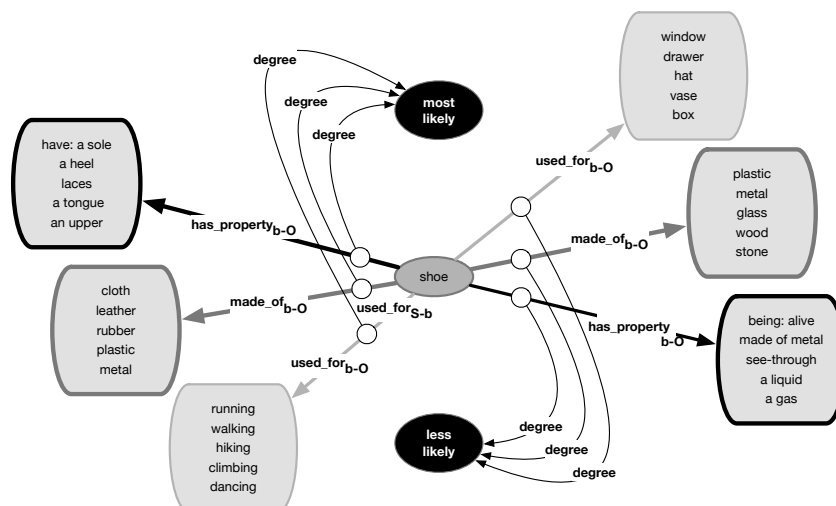 window
drawer
hat
vase
box
degree
degree
degree
most
likely
have: a sole
a heel
laces
a tongue
an upper
used_for b-O
plastic
metal
glass
wood
stone
has_property b-O
made_of b-O
shoe
cloth
leather
rubber
plastic
metal
made_of b-O
used_for S-b
has_property
b-O
being: alive
made of metal
see-through
a liquid
a gas
used_for b-O
running
walking
hiking
climbing
dancing
less
likely
degree
degree
degree